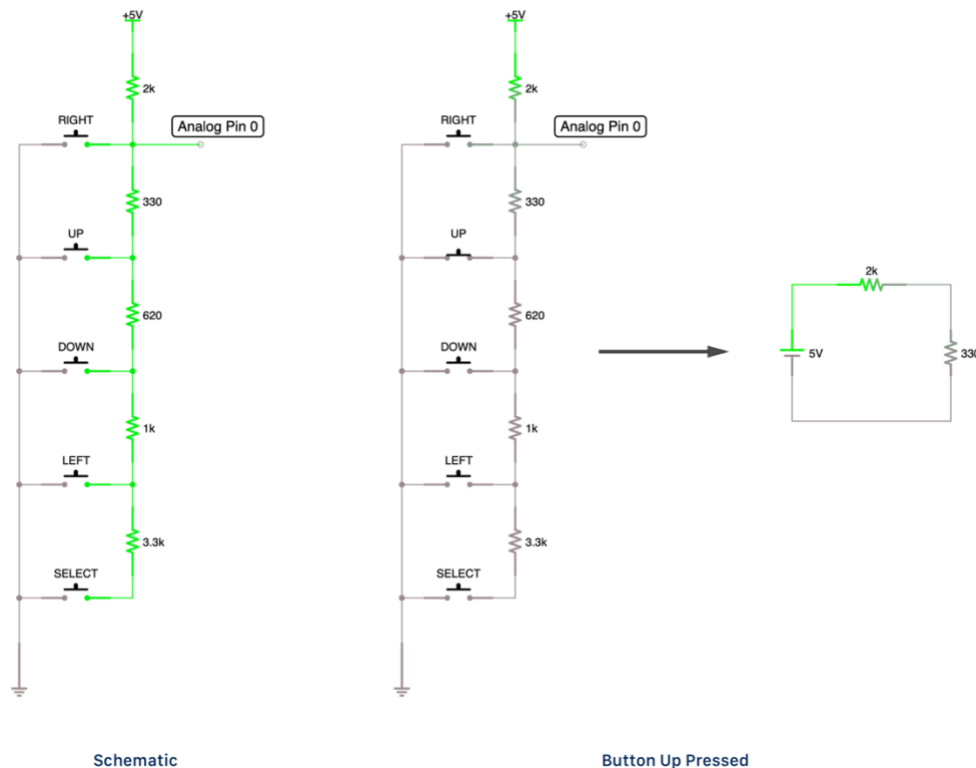 +5V
2k
RIGHT
Analog Pin 0
330
UP
620
DOWN
1k
LEFT
3.3k
SELECT
Schematic
+5V
2k
RIGHT
Analog Pin 0
330
UP
620
DOWN
1k
LEFT
3.3k
SELECT
2k
5V
330
Button Up Pressed